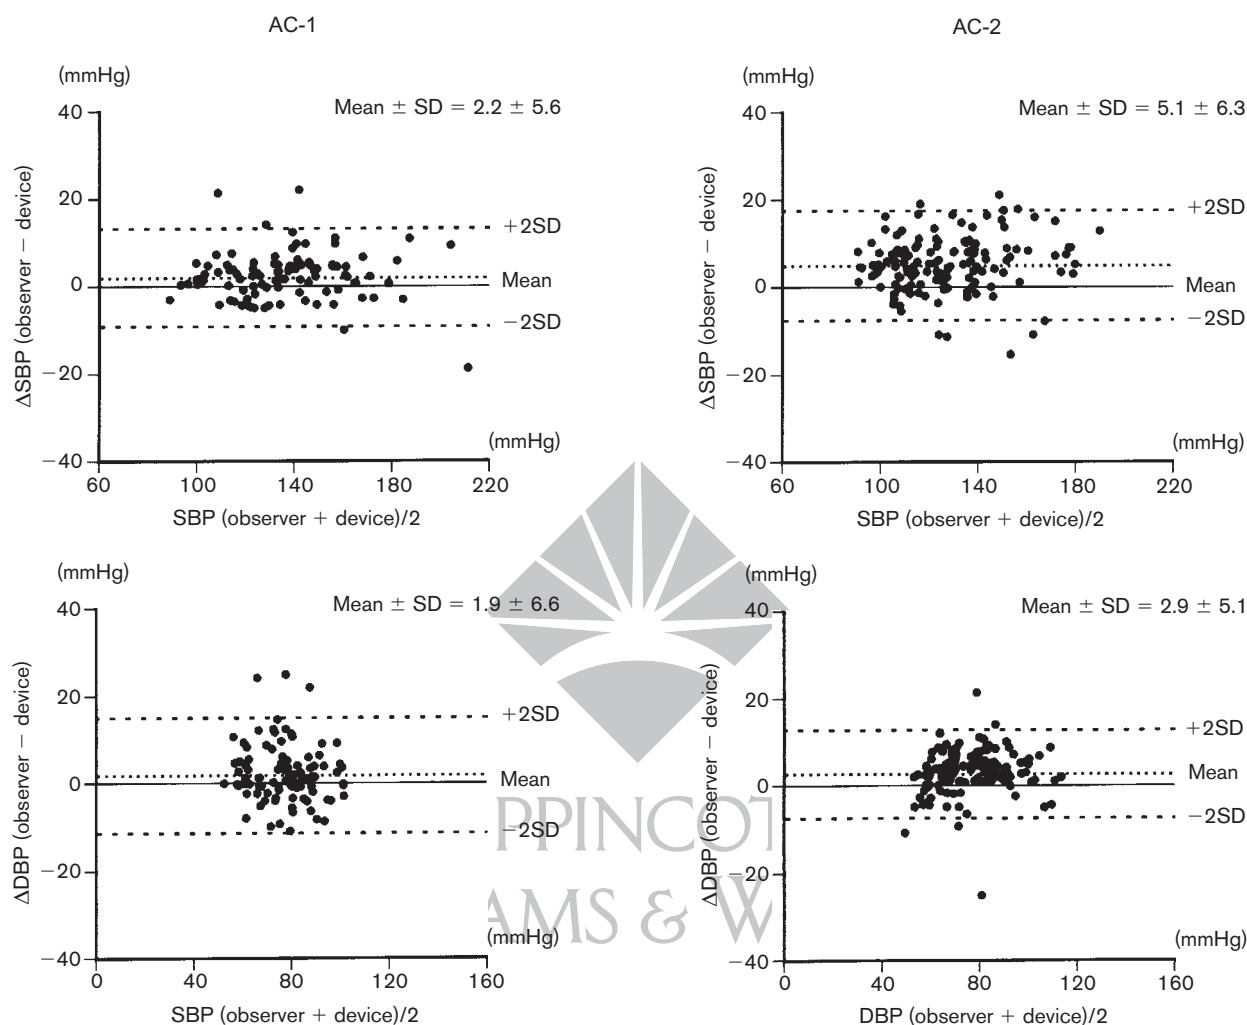 AC-1
AC-2
(mmHg)
(mmHg)
Mean ± SD = 2.2 ± 5.6
Mean ± SD = 5.1 ± 6.3
40
20
0
−20
−40
ΔSBP (observer − device)
+2SD
Mean
−2SD
(mmHg)
60 100 140 180 220
SBP (observer + device)/2
40
20
0
−20
−40
ΔSBP (observer − device)
+2SD
Mean
−2SD
(mmHg)
60 100 140 180 220
SBP (observer + device)/2
(mmHg)
(mmHg)
Mean ± SD = 1.9 ± 6.6
Mean ± SD = 2.9 ± 5.1
40
20
0
−20
−40
ΔDBP (observer − device)
+2SD
Mean
−2SD
(mmHg)
0 40 80 120 160
SBP (observer + device)/2
40
20
0
−20
−40
ΔDBP (observer − device)
+2SD
Mean
−2SD
(mmHg)
0 40 80 120 160
DBP (observer + device)/2
PPINCOT
AMS & W